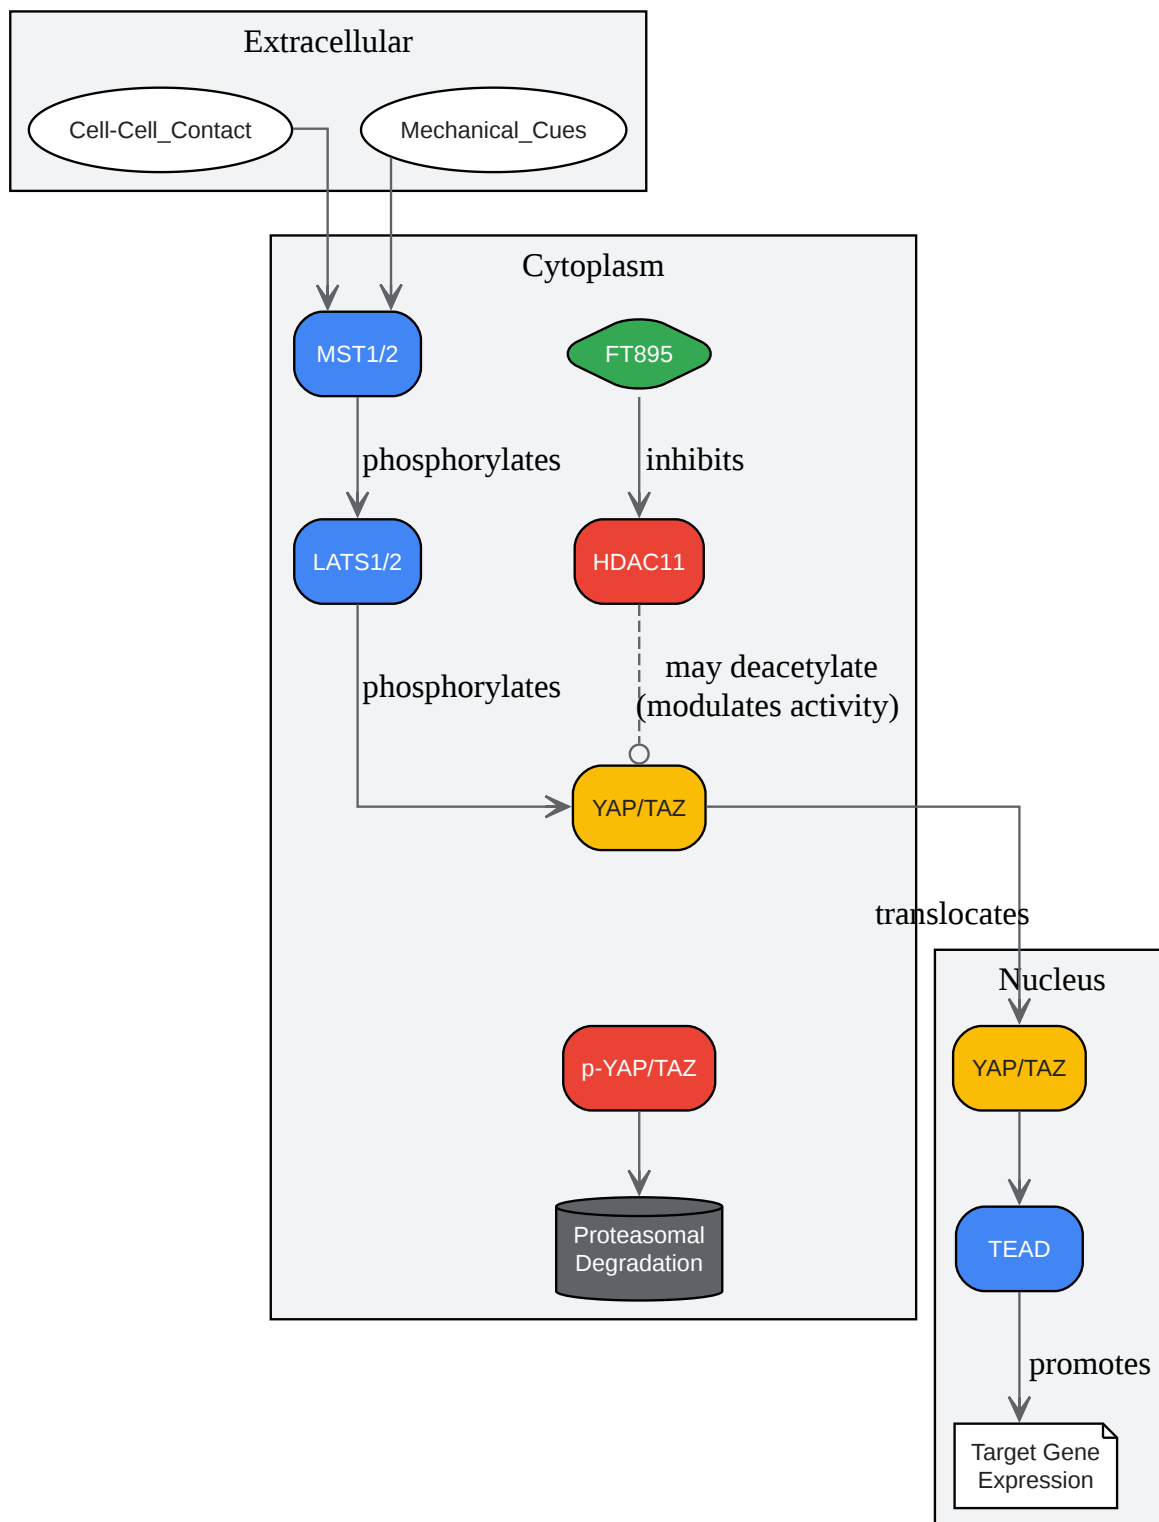 Extracellular
Cell-Cell_Contact
Mechanical_Cues
Cytoplasm
MST1/2
FT895
phosphorylates
inhibits
LATS1/2
HDAC11
phosphorylates
may deacetylate
(modulates activity)
YAP/TAZ
translocates
Nucleus
p-YAP/TAZ
YAP/TAZ
Proteasomal
Degradation
TEAD
promotes
Target Gene
Expression